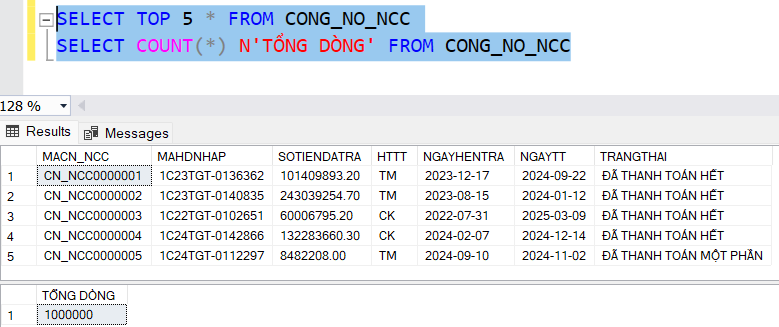 SELECT TOP 5 * FROM CONG_NO_NCC
SELECT COUNT(*) N'TỔNG DÒNG' FROM CONG_NO_NCC
128 %
Results Messages
MACN_NCC MAHDNHAP SOTIENDATRA HTTT NGAYHENTRA NGAYTT TRANGTHAI
1 CN_NCC0000001 1C23TGT-0136362 101409893.20 TM 2023-12-17 2024-09-22 ĐÃ THANH TOÁN HẾT
2 CN_NCC0000002 1C23TGT-0140835 243039254.70 TM 2023-08-15 2024-01-12 ĐÃ THANH TOÁN HẾT
3 CN_NCC0000003 1C22TGT-0102651 60006795.20 CK 2022-07-31 2025-03-09 ĐÃ THANH TOÁN HẾT
4 CN_NCC0000004 1C24TGT-0142866 132283660.30 CK 2024-02-07 2024-12-14 ĐÃ THANH TOÁN HẾT
5 CN_NCC0000005 1C24TGT-0112297 8482208.00 TM 2024-09-10 2024-11-02 ĐÃ THANH TOÁN MỘT PHẦN
TỔNG DÒNG
1 1000000